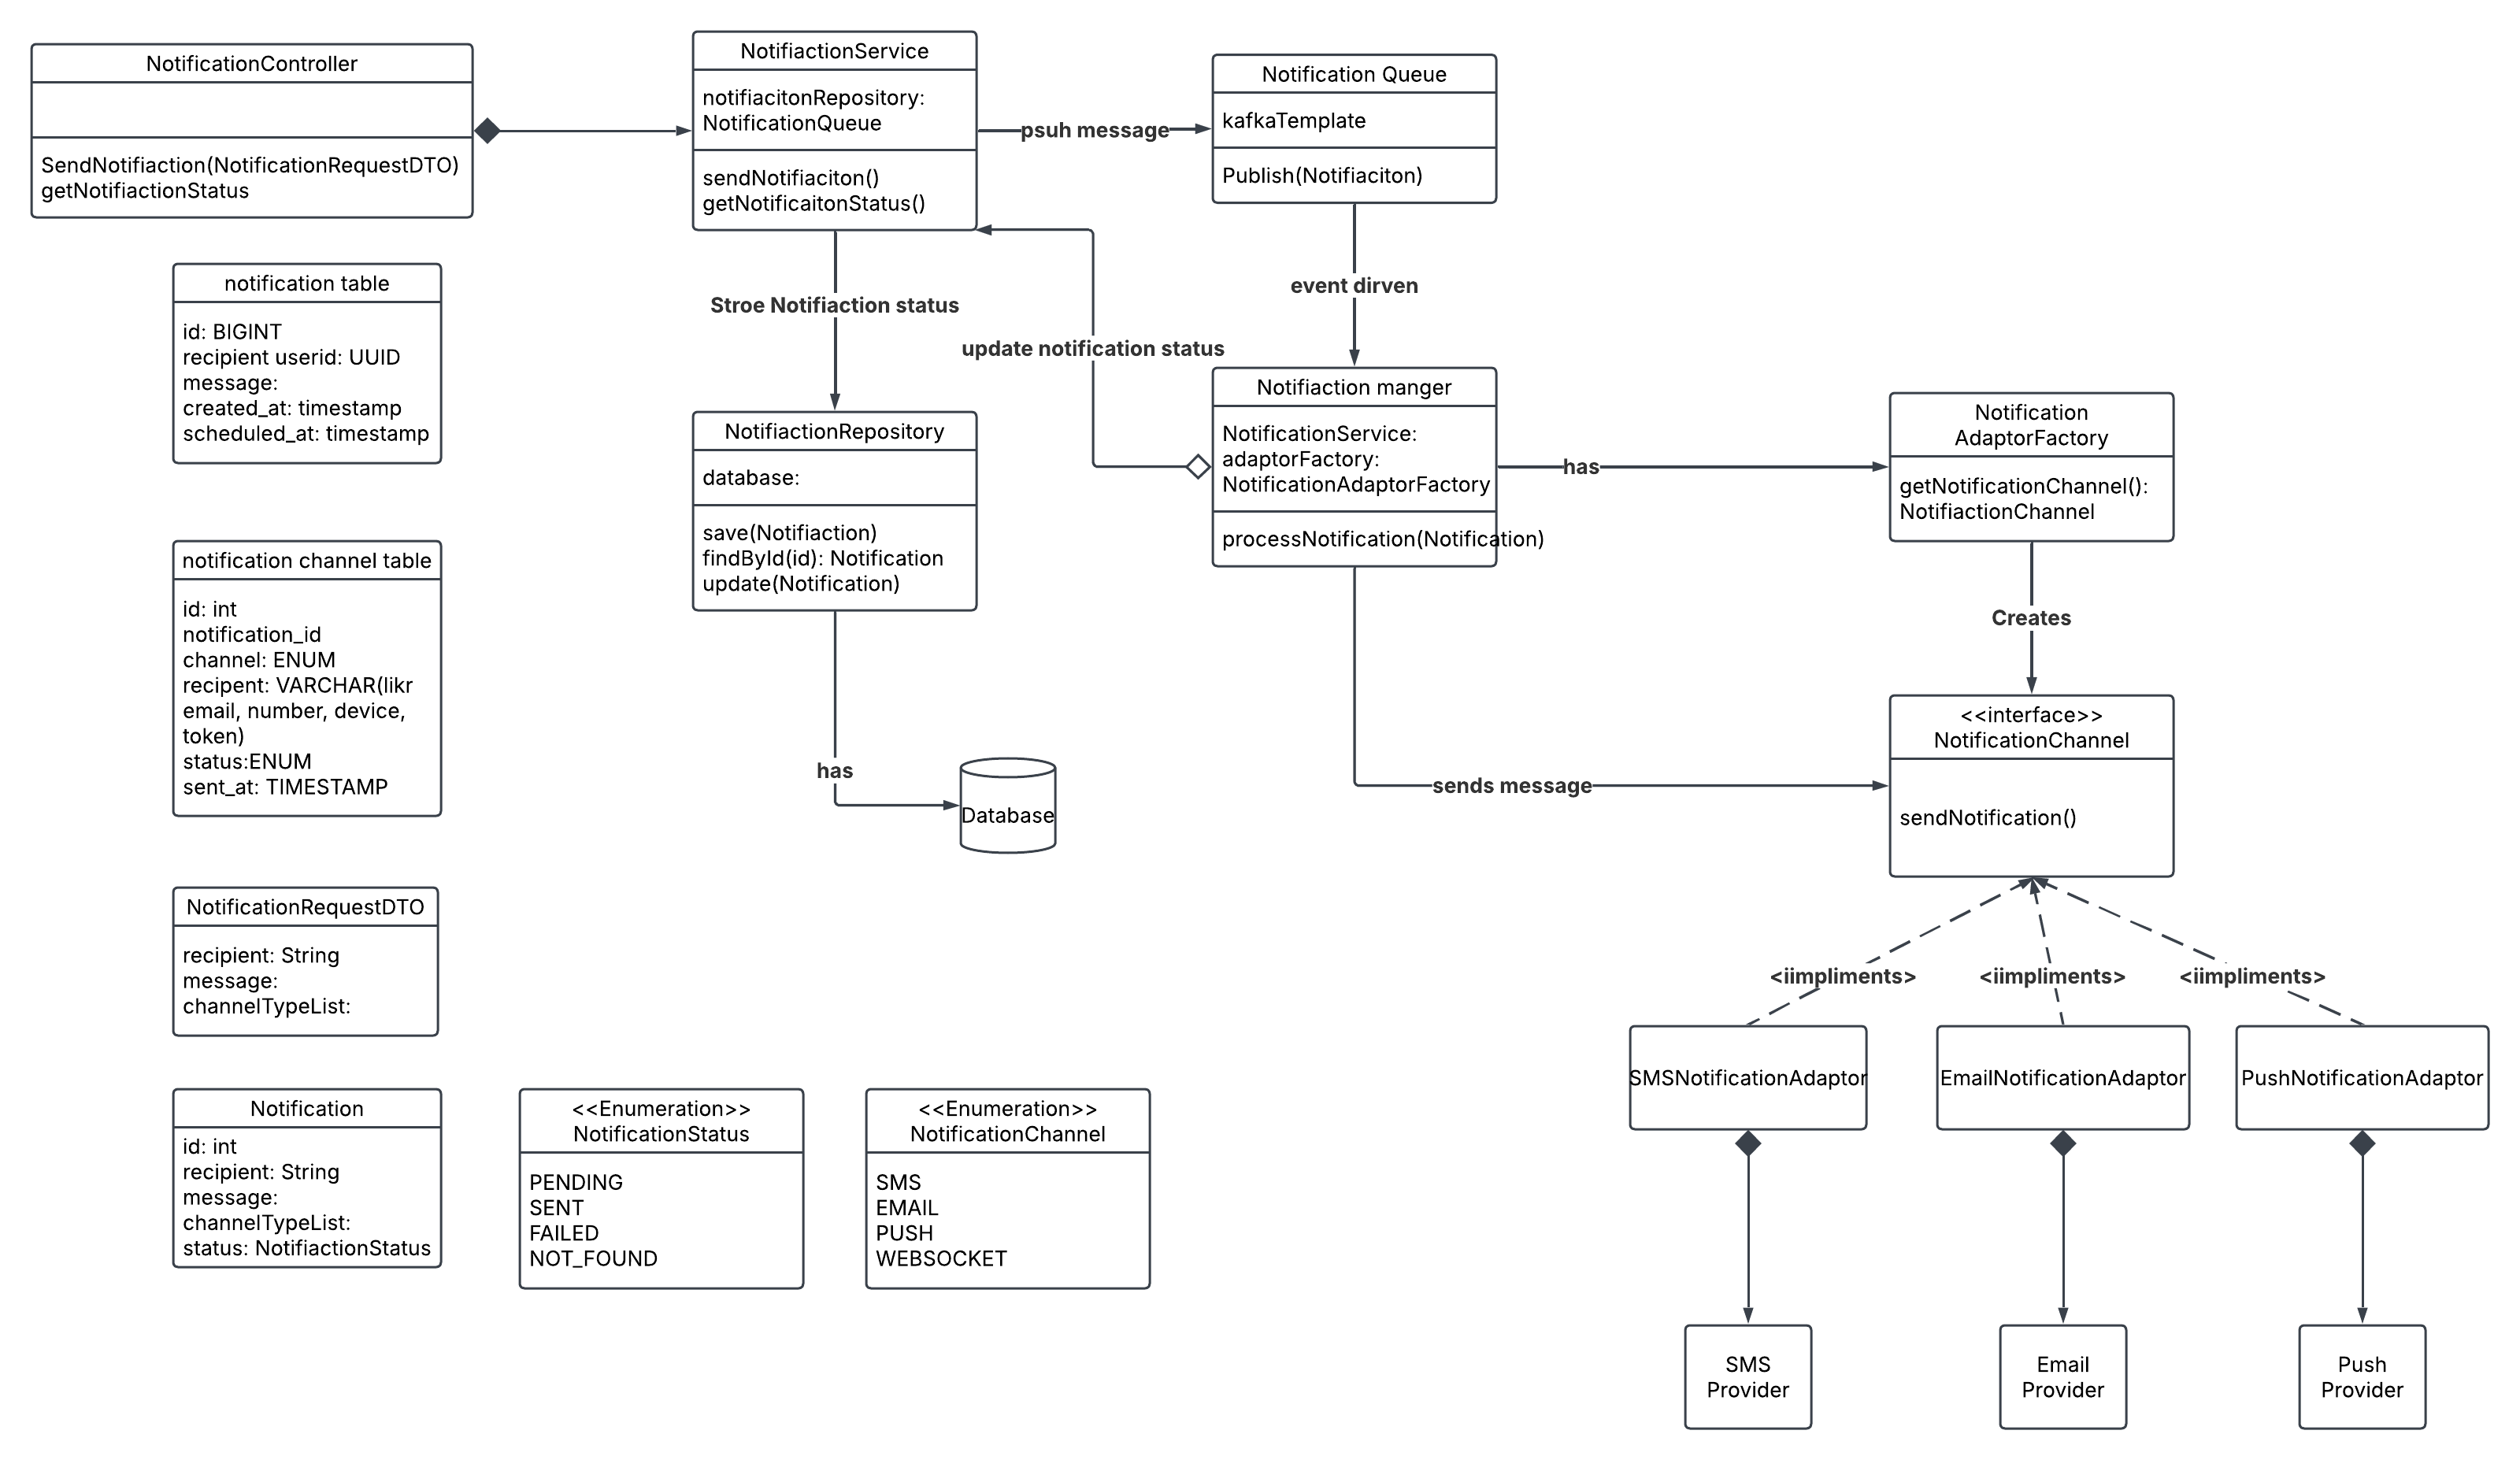 NotificationController
SendNotifiaction(NotificationRequestDTO)
getNotifiactionStatus
NotifiactionService
notifiacitonRepository:
NotificationQueue
sendNotifiaciton()
getNotificaitonStatus()
psuh message
Notification Queue
kafkaTemplate
Publish(Notifiaciton)
notification table
id: BIGINT
recipient userid: UUID
message:
created_at: timestamp
scheduled_at: timestamp
Stroe Notifiaction status
update notification status
event dirven
NotifiactionRepository
database:
save(Notifiaction)
findById(id): Notification
update(Notification)
Notifiaction manger
NotificationService:
adaptorFactory:
NotificationAdaptorFactory
processNotification(Notification)
has
Notification
AdaptorFactory
getNotificationChannel():
NotifiactionChannel
notification channel table
id: int
notification_id
channel: ENUM
recipent: VARCHAR(likr
email, number, device,
token)
status:ENUM
sent_at: TIMESTAMP
has
Database
sends message
Creates
<<interface>>
NotificationChannel
sendNotification()
NotificationRequestDTO
recipient: String
message:
channelTypeList:
<iimpliments>
<iimpliments>
<iimpliments>
SMSNotificationAdaptor
EmailNotificationAdaptor
PushNotificationAdaptor
Notification
id: int
recipient: String
message:
channelTypeList:
status: NotifiactionStatus
<<Enumeration>>
NotificationStatus
PENDING
SENT
FAILED
NOT_FOUND
<<Enumeration>>
NotificationChannel
SMS
EMAIL
PUSH
WEBSOCKET
SMS
Provider
Email
Provider
Push
Provider